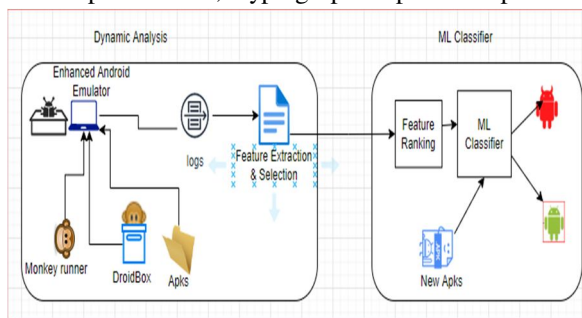 Dynamic Analysis
ML Classifier
Enhanced Android
Emulator
logs
Feature Extraction
& Selection
Feature
Ranking
ML
Classifier
Monkey runner
DroidBox
Apks
New Apks